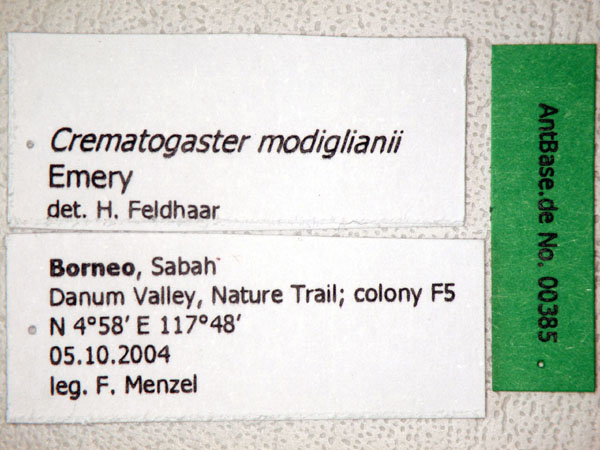 Crematogaster modiglianii
Emery
det. H. Feldhaar
Borneo, Sabah
Danum Valley, Nature Trail; colony F5
N 4°58' E 117°48'
05.10.2004
leg. F. Menzel
AntBase.de No. 00385